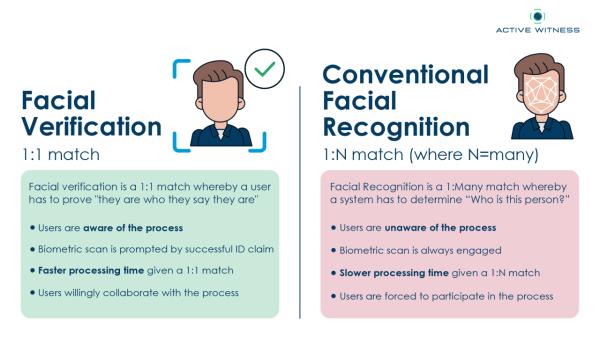 ACTIVE WITNESS
Facial
Verification
1:1 match
Facial verification is a 1:1 match whereby a user
has to prove "they are who they say they are"
• Users are aware of the process
• Biometric scan is prompted by successful ID claim
• Faster processing time given a 1:1 match
• Users willingly collaborate with the process
Conventional
Facial
Recognition
1:N match (where N=many)
Facial Recognition is a 1:Many match whereby
a system has to determine “Who is this person?”
• Users are unaware of the process
• Biometric scan is always engaged
• Slower processing time given a 1:N match
• Users are forced to participate in the process